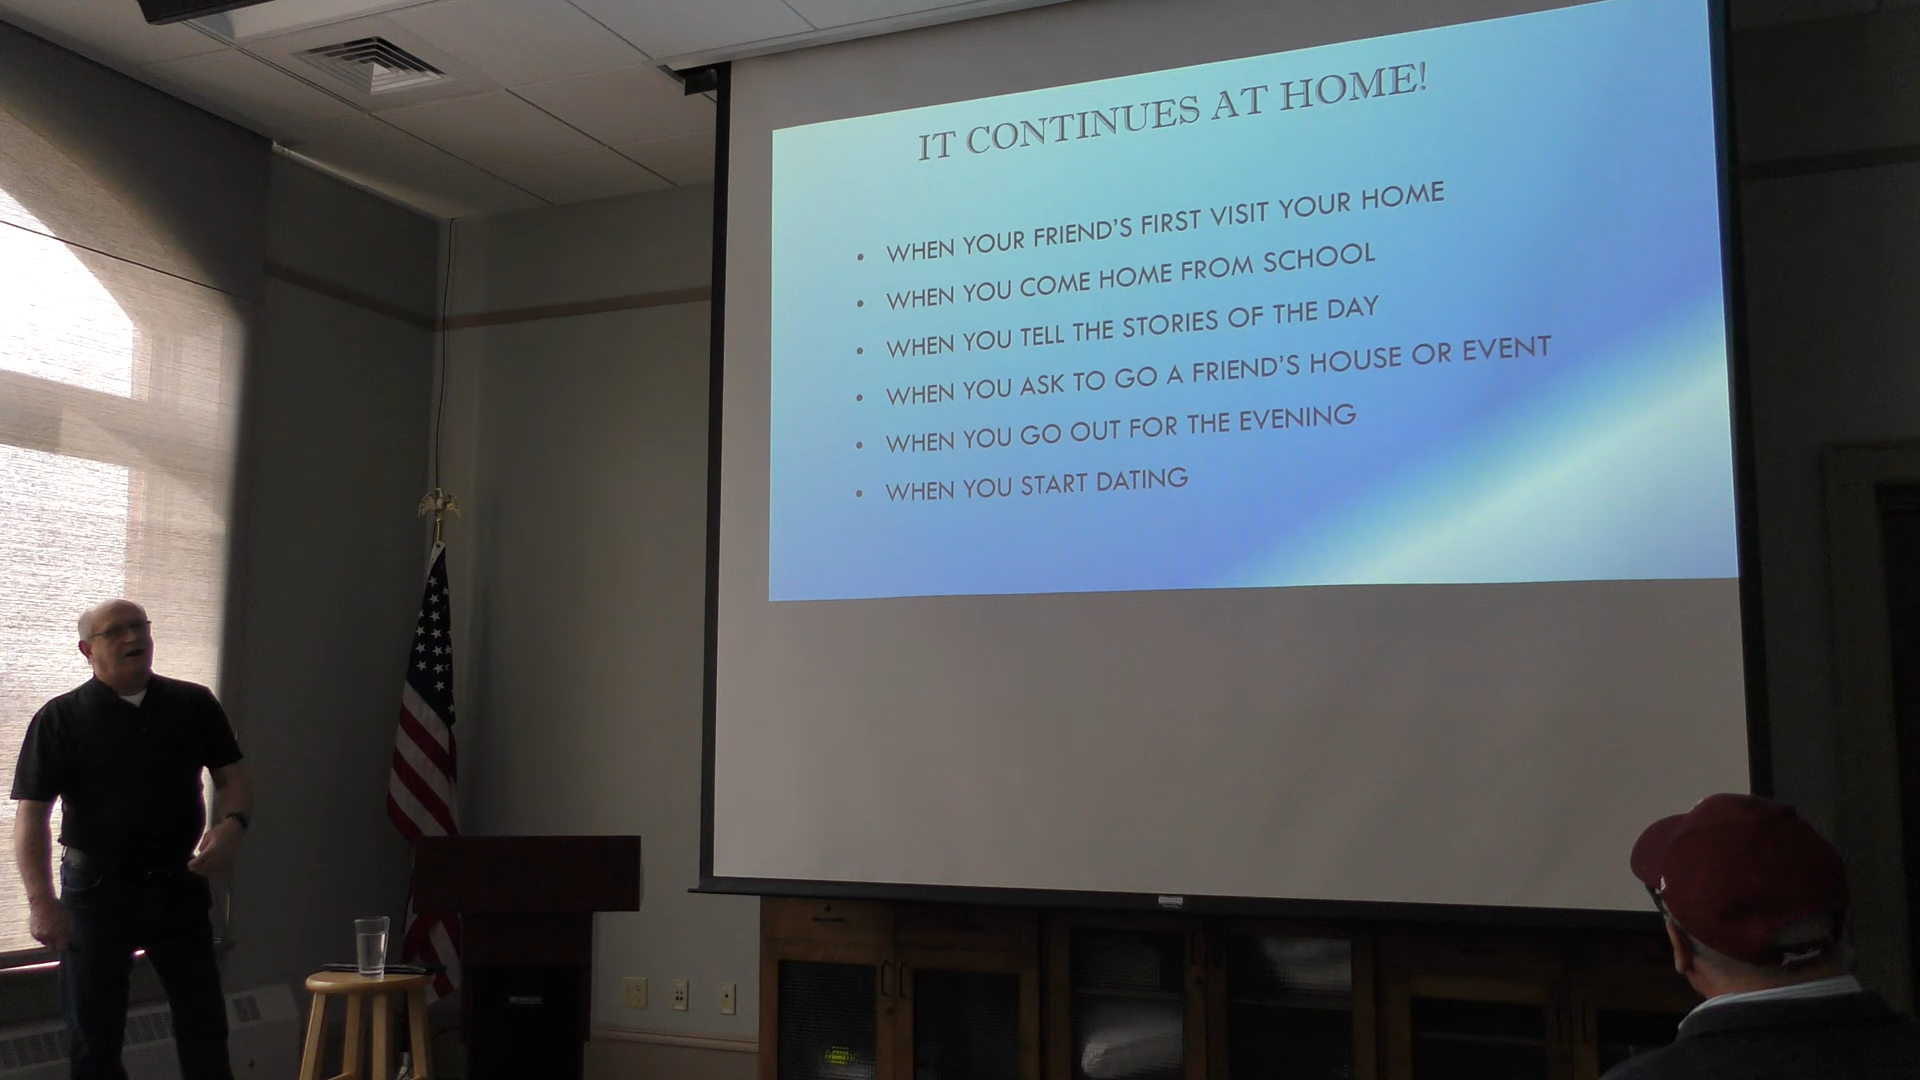 IT CONTINUES AT HOME!
• WHEN YOUR FRIEND'S FIRST VISIT YOUR HOME
• WHEN YOU COME HOME FROM SCHOOL
• WHEN YOU TELL THE STORIES OF THE DAY
• WHEN YOU ASK TO GO A FRIEND'S HOUSE OR EVENT
• WHEN YOU GO OUT FOR THE EVENING
• WHEN YOU START DATING